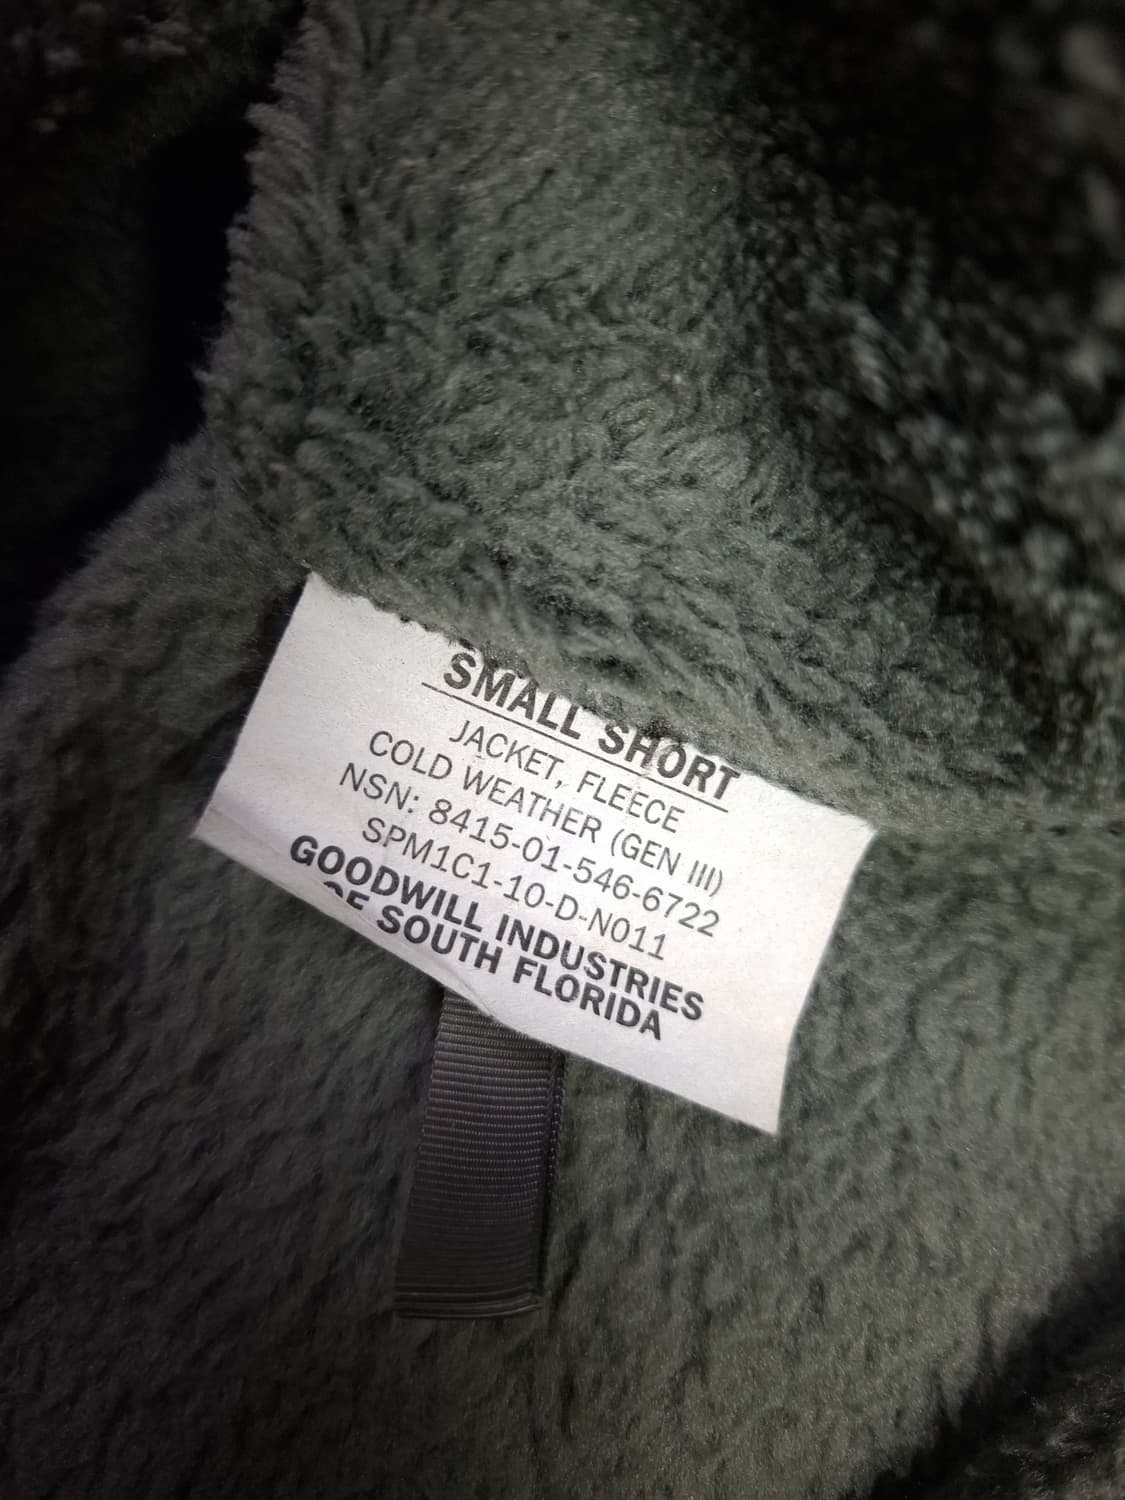 SMALL SHORT
JACKET, FLEECE
COLD WEATHER (GEN III)
NSN: 8415-01-546-6722
SPM1C1-10-D-N011
GOODWILL INDUSTRIES
OF SOUTH FLORIDA